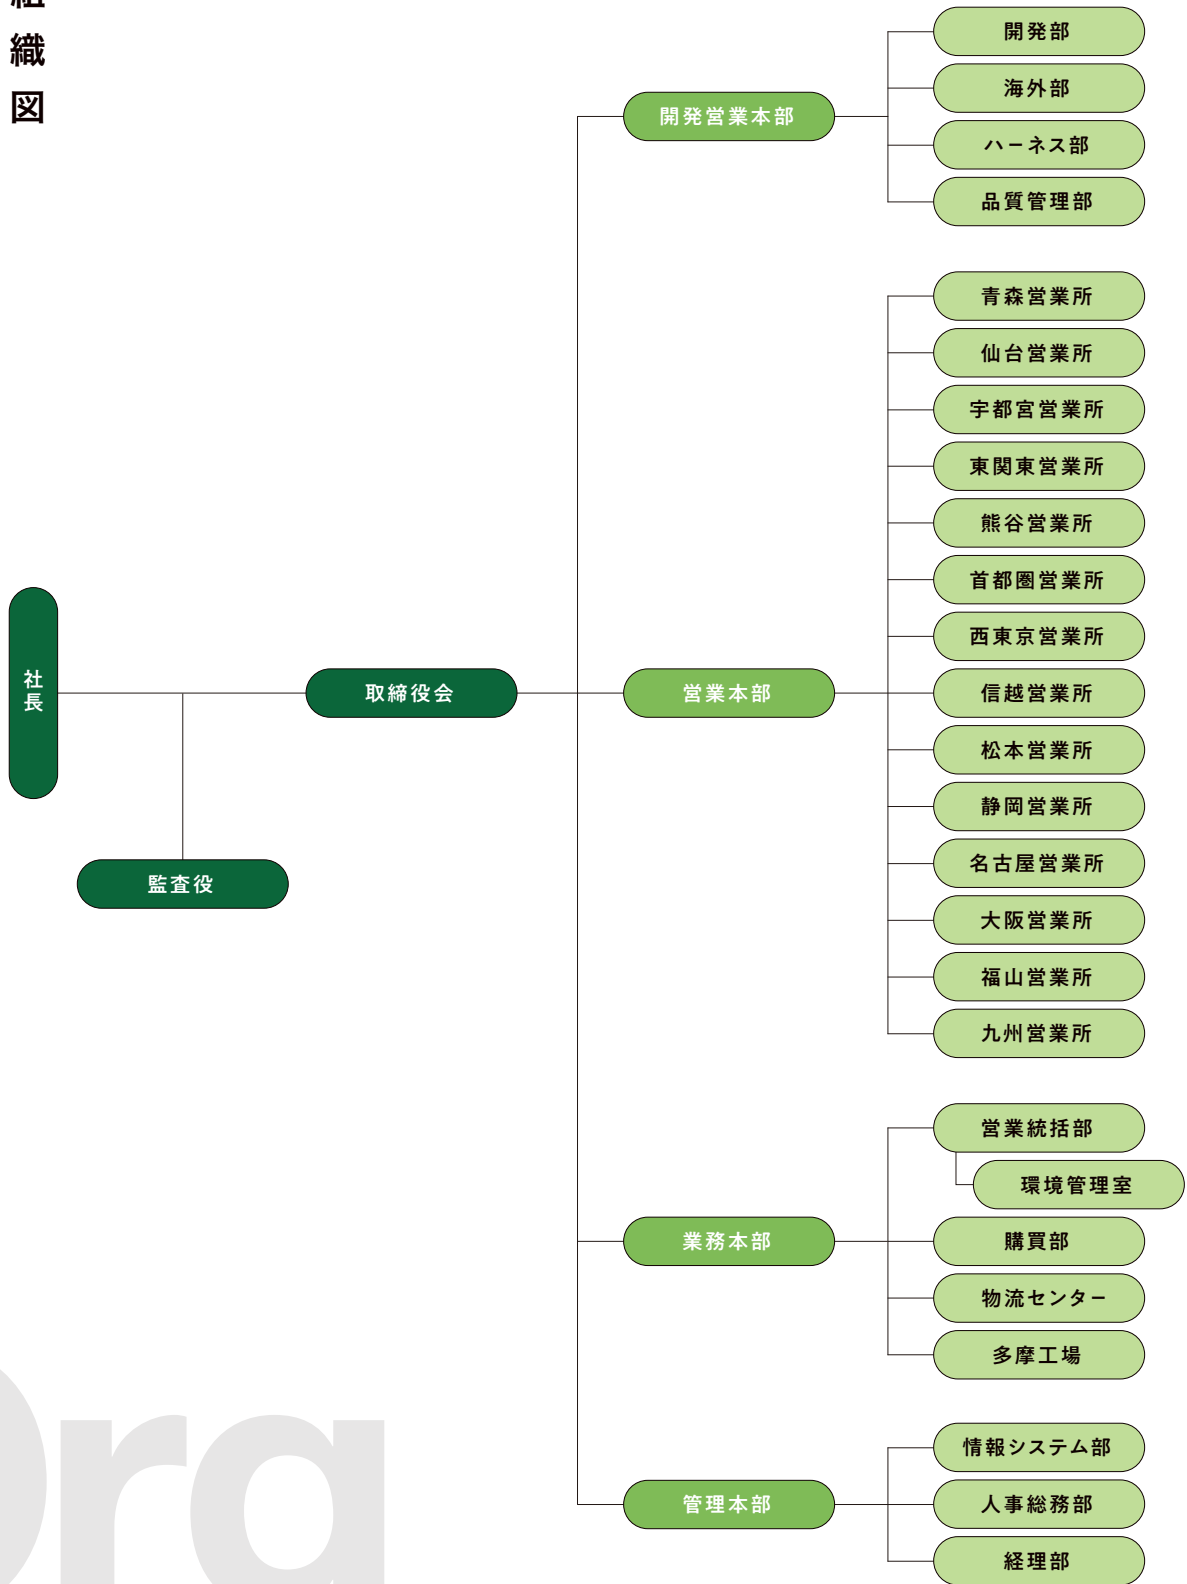 組織図
社長
監査役
取締役会
開発営業本部
開発部
海外部
ハーネス部
品質管理部
営業本部
青森営業所
仙台営業所
宇都宮営業所
東関東営業所
熊谷営業所
首都圏営業所
西東京営業所
信越営業所
松本営業所
静岡営業所
名古屋営業所
大阪営業所
福山営業所
九州営業所
業務本部
営業統括部
環境管理室
購買部
物流センター
多摩工場
管理本部
情報システム部
人事総務部
経理部
Org